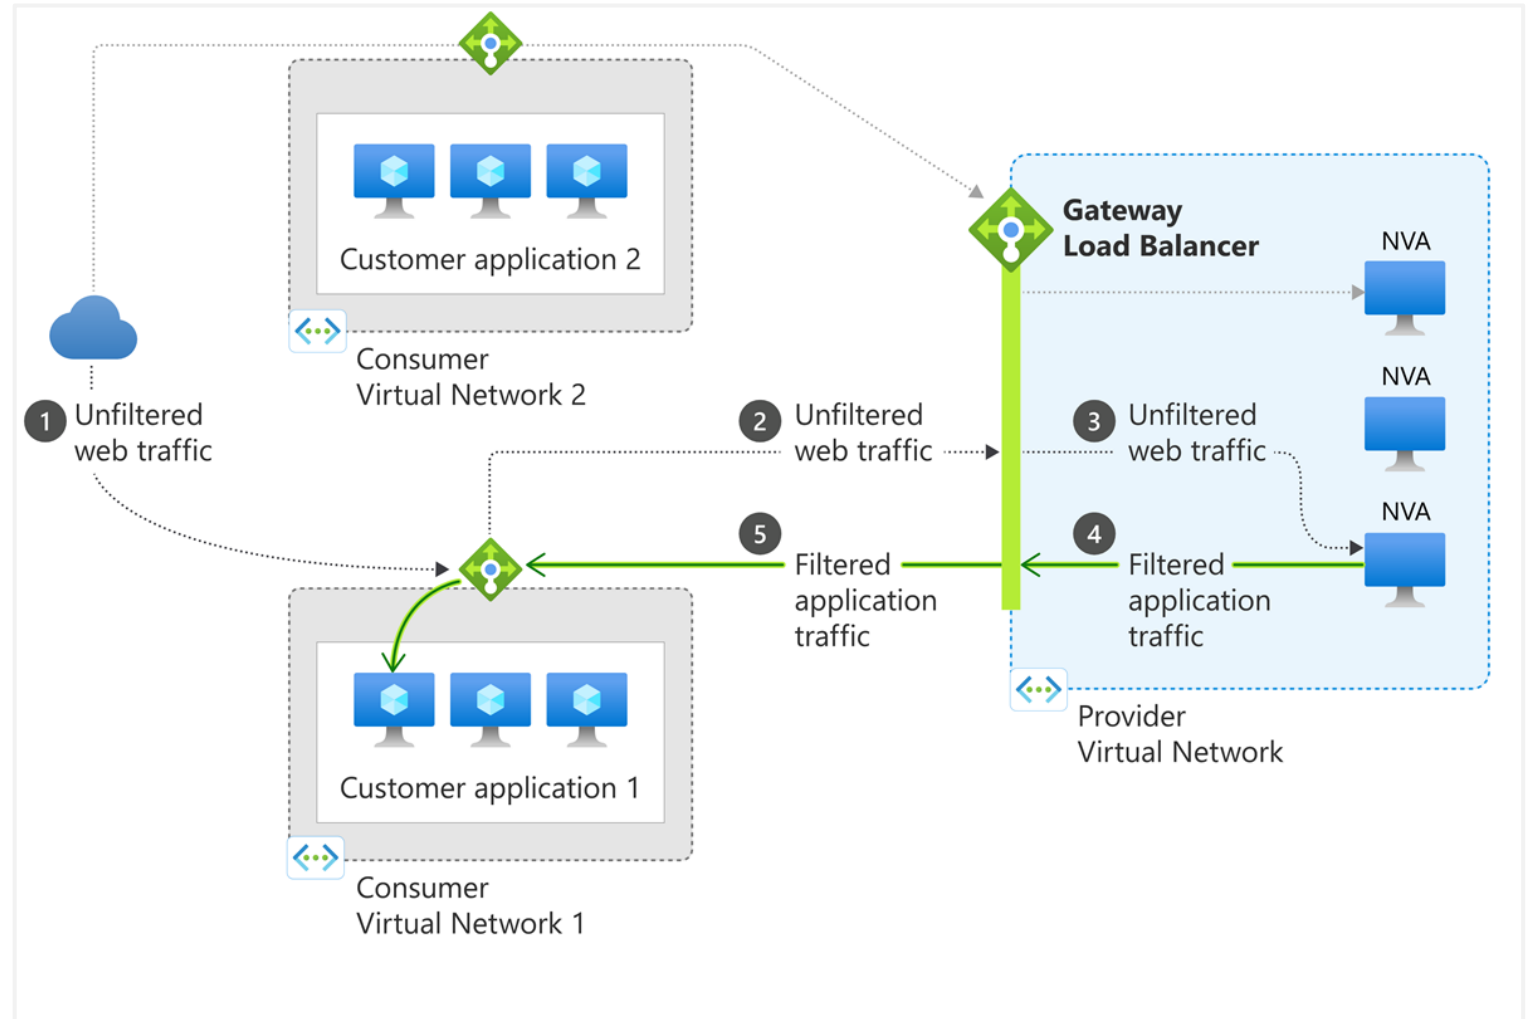 Customer application 2
Consumer
Virtual Network 2
Gateway
Load Balancer
NVA
NVA
NVA
1
Unfiltered
web traffic
2
Unfiltered
web traffic
3
Unfiltered
web traffic
4
Filtered
application
traffic
5
Filtered
application
traffic
Customer application 1
Consumer
Virtual Network 1
Provider
Virtual Network